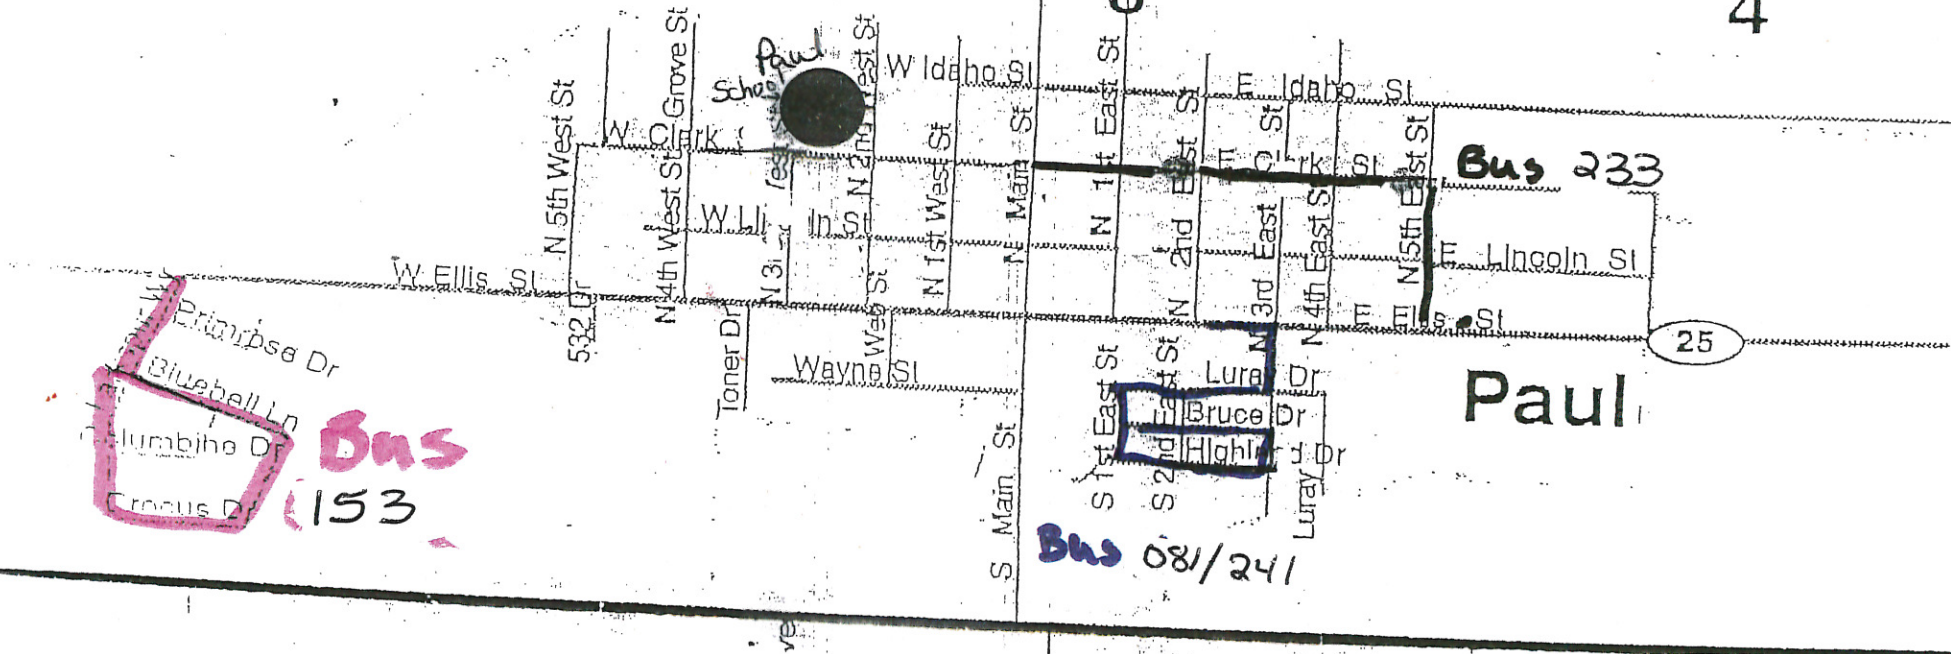 4
Paul
School
N 5th West St
N 4th West St
Grove St
W Idaho St
E Idaho St
W Clark
E Clark St
N 1st West St
N Main St
N 1st East St
N 2nd East St
N 3rd East St
N 4th East St
N 5th East St
Bus 233
In St
E Lincoln St
W Ellis St
E Ellis St
25
Paul
532 Dr
Toner Dr
Wayne St
Primrose Dr
Bluebell Ln
lumbine Dr
Crocus D
Bus
153
S Main St
S 1st East St
S 2nd East St
Luray Dr
Bruce Dr
Luray
Bus 081/241